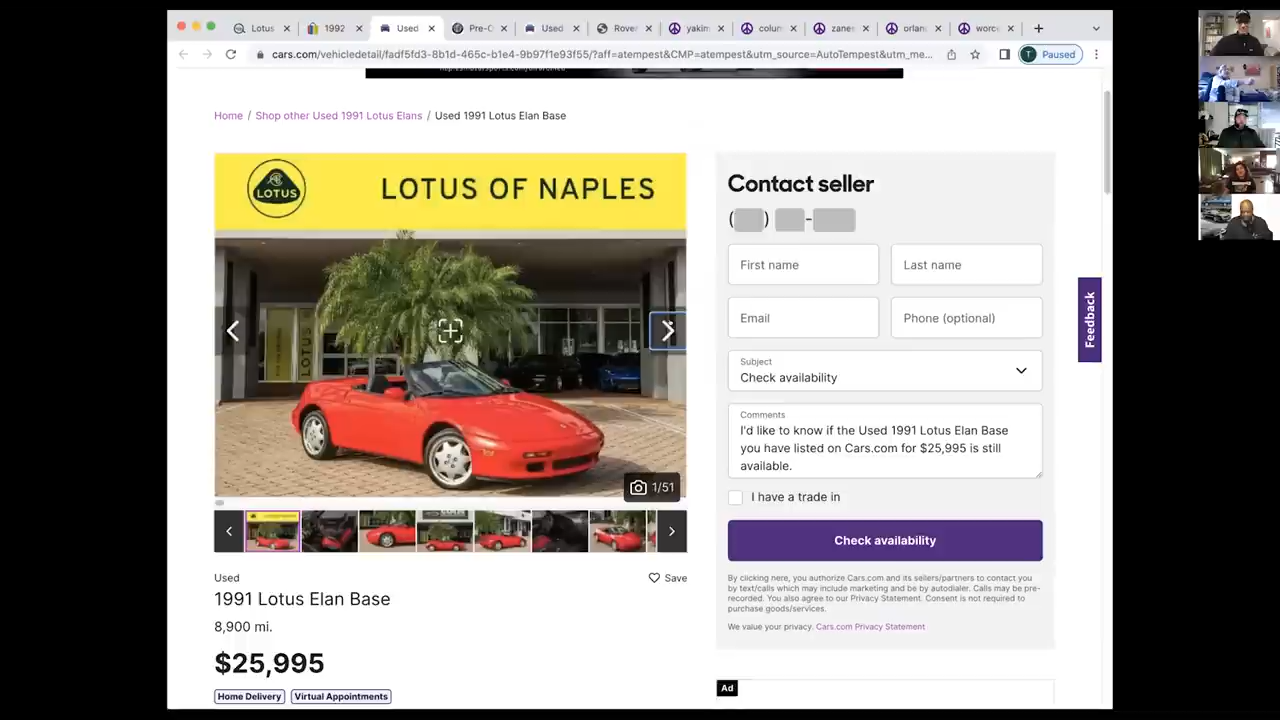 Lotus
1992
Used
Pre-C
Used
Rover
yakim
colum
zanes
orlan
worce
cars.com/vehicledetail/fadf5fd3-8b1d-465c-b1e4-9b97f1e93f55/?aff=atempest&CMP=atempest&utm_source=AutoTempest&utm_me...
T Paused
Home / Shop other Used 1991 Lotus Elans / Used 1991 Lotus Elan Base
LOTUS
LOTUS OF NAPLES
1/51
Used
Save
1991 Lotus Elan Base
8,900 mi.
$25,995
Home Delivery
Virtual Appointments
Contact seller
First name
Last name
Email
Phone (optional)
Subject
Check availability
Comments
I'd like to know if the Used 1991 Lotus Elan Base
you have listed on Cars.com for $25,995 is still
available.
I have a trade in
Check availability
By clicking here, you authorize Cars.com and its sellers/partners to contact you
by text/calls which may include marketing and be by autodialer. Calls may be pre-
recorded. You also agree to our Privacy Statement. Consent is not required to
purchase goods/services.
We value your privacy. Cars.com Privacy Statement
Ad
Feedback